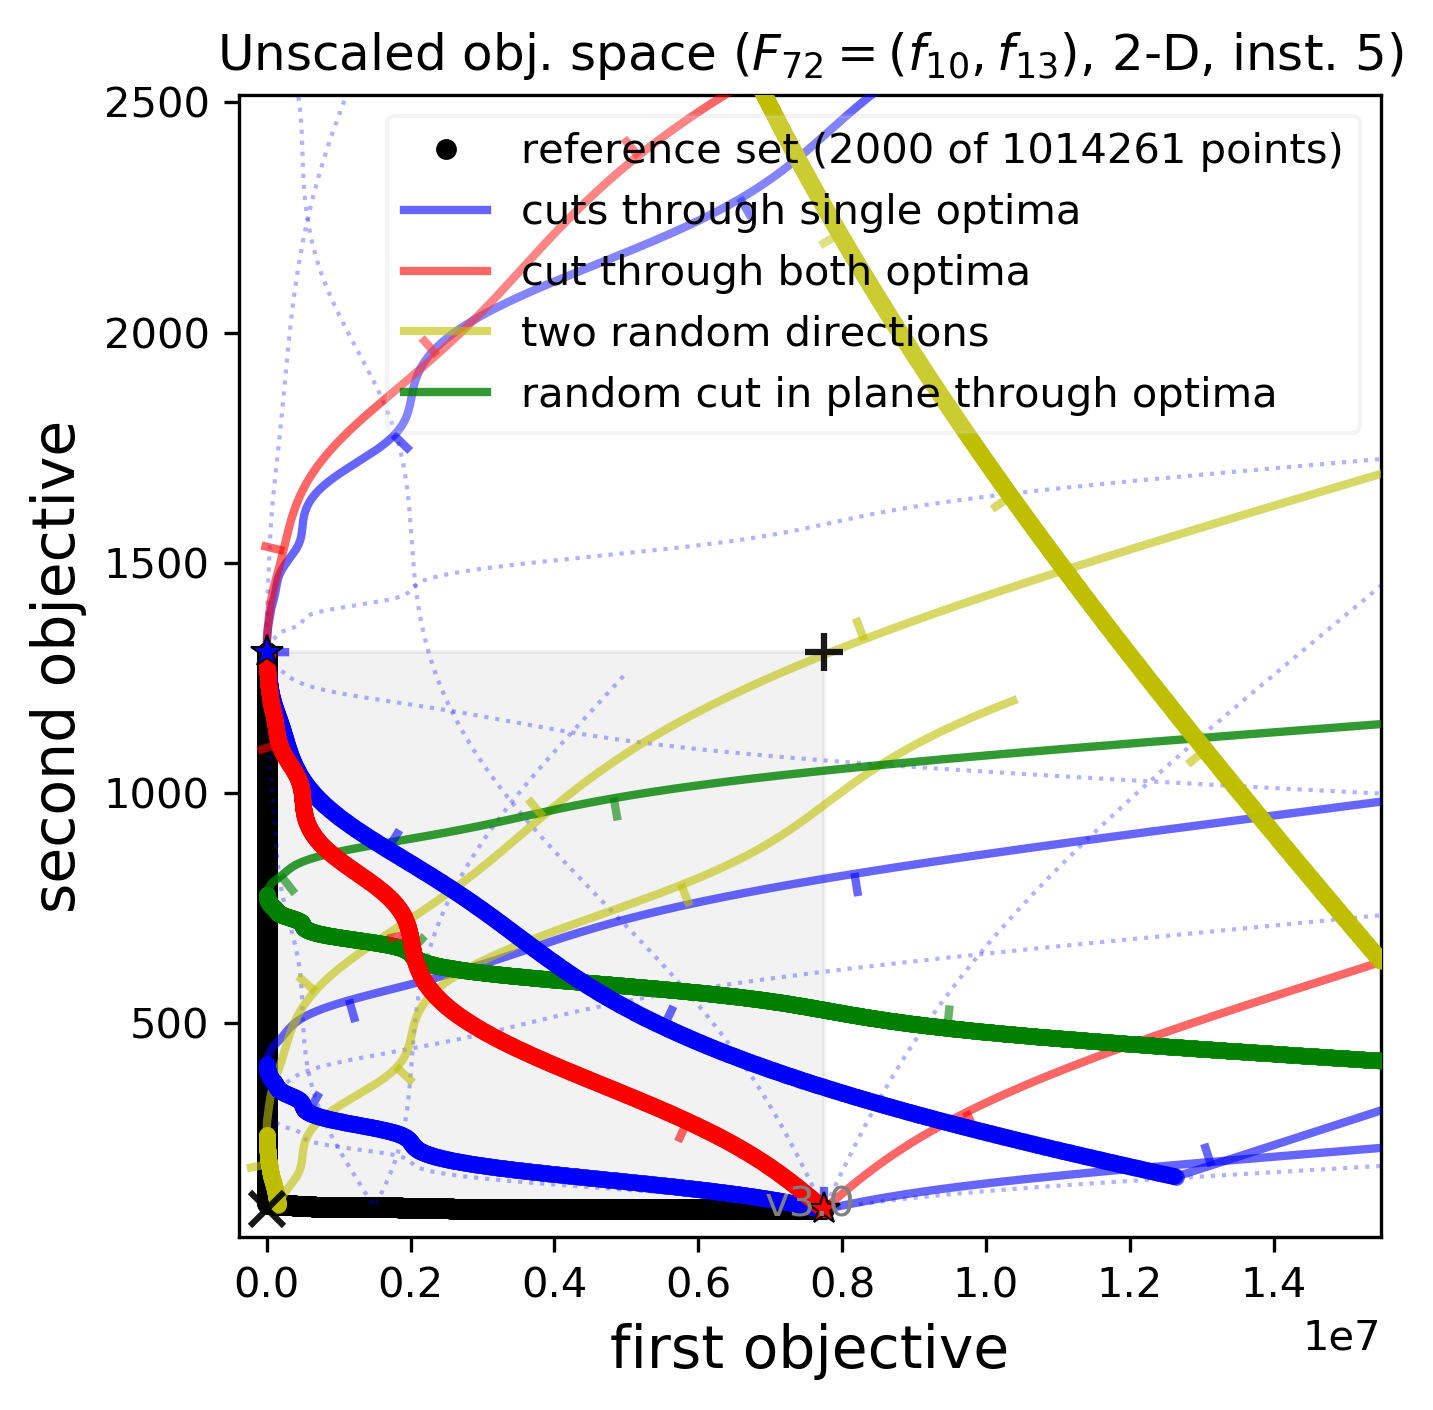 Unscaled obj. space (F₇₂ = (f₁₀, f₁₃), 2-D, inst. 5)
reference set (2000 of 1014261 points)
cuts through single optima
cut through both optima
two random directions
random cut in plane through optima
second objective
2500
2000
1500
1000
500
v3.0
0.0 0.2 0.4 0.6 0.8 1.0 1.2 1.4
1e7
first objective